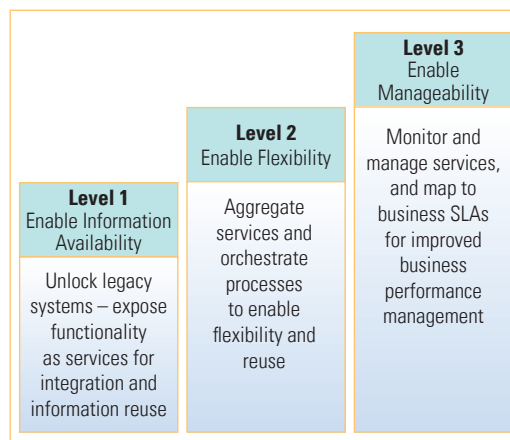 Level 1
Enable Information
Availability
Unlock legacy
systems – expose
functionality
as services for
integration and
information reuse
Level 2
Enable Flexibility
Aggregate
services and
orchestrate
processes
to enable
flexibility and
reuse
Level 3
Enable
Manageability
Monitor and
manage services,
and map to
business SLAs
for improved
business
performance
management